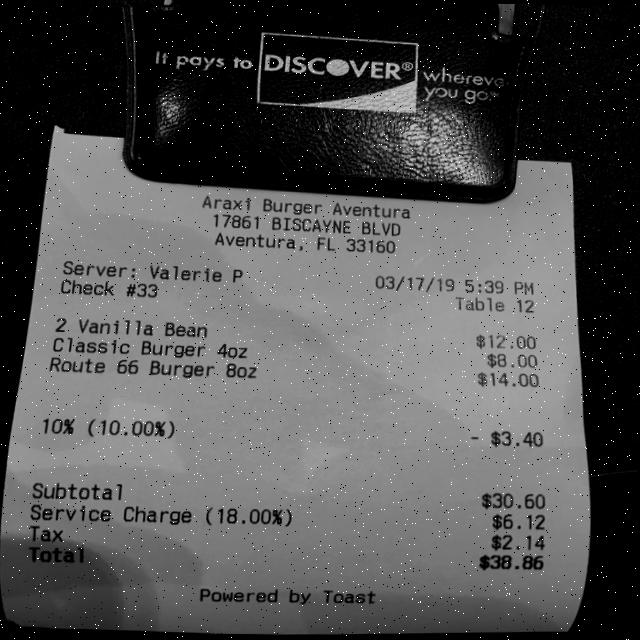 It pays to DISCOVER® wherever you go
Araxi Burger Aventura
17861 BISCAYNE BLVD
Aventura, FL 33160
Server: Valerie P 03/17/19 5:39 PM
Check #33 Table 12
2 Vanilla Bean $12.00
Classic Burger 4oz $8.00
Route 66 Burger 8oz $14.00
10% (10.00%) - $3.40
Subtotal $30.60
Service Charge (18.00%) $6.12
Tax $2.14
Total $38.86
Powered by Toast